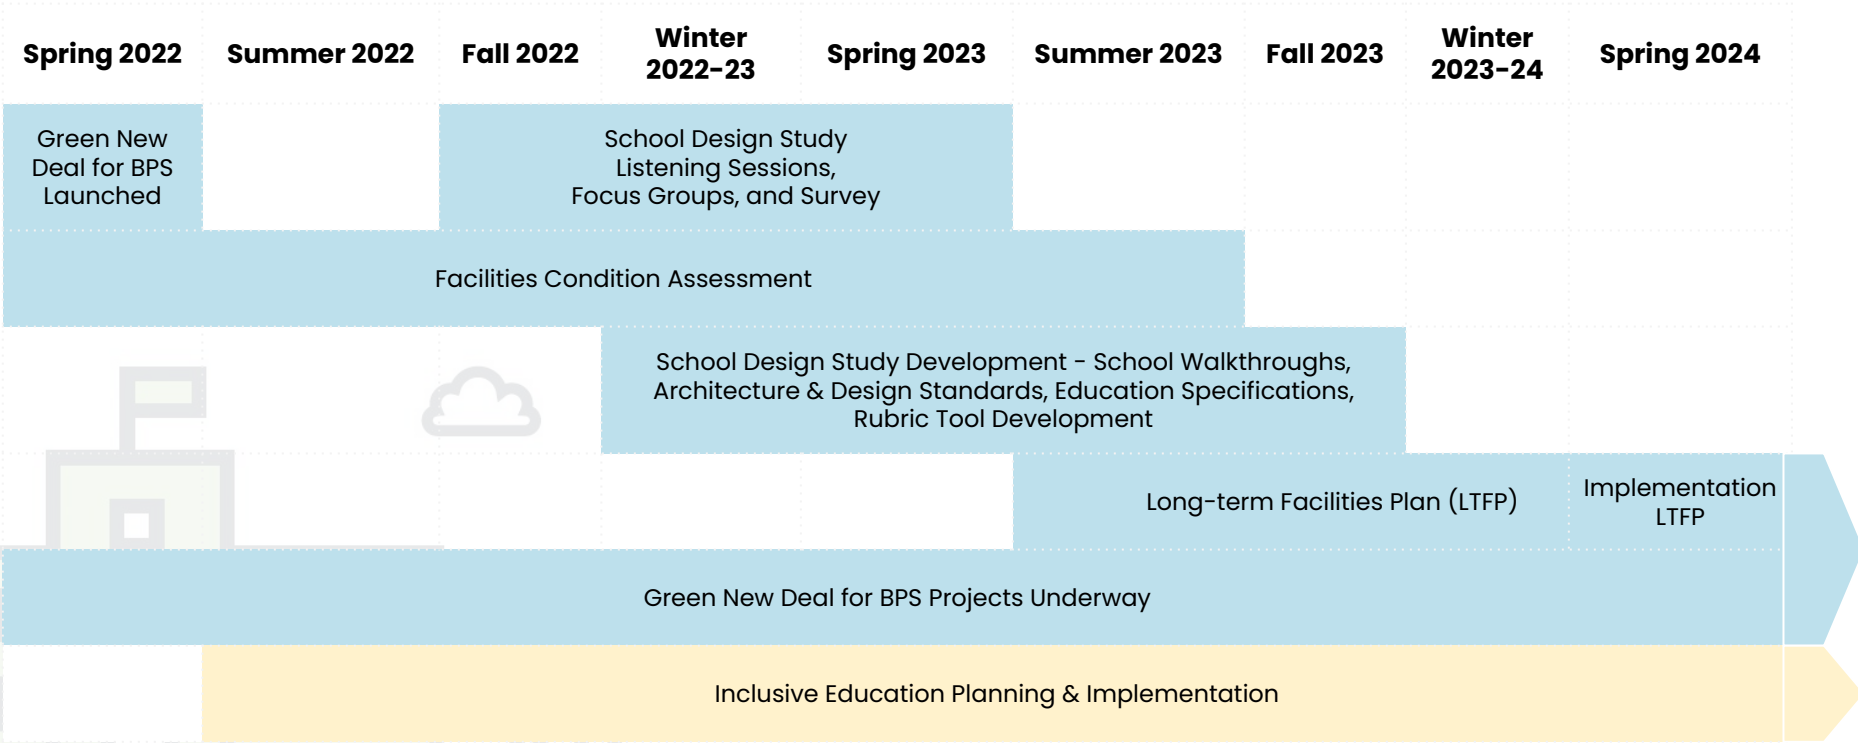 Spring 2022
Summer 2022
Fall 2022
Winter
2022-23
Spring 2023
Summer 2023
Fall 2023
Winter
2023-24
Spring 2024
Green New
Deal for BPS
Launched
School Design Study
Listening Sessions,
Focus Groups, and Survey
Facilities Condition Assessment
School Design Study Development - School Walkthroughs,
Architecture & Design Standards, Education Specifications,
Rubric Tool Development
Long-term Facilities Plan (LTFP)
Implementation
LTFP
Green New Deal for BPS Projects Underway
Inclusive Education Planning & Implementation